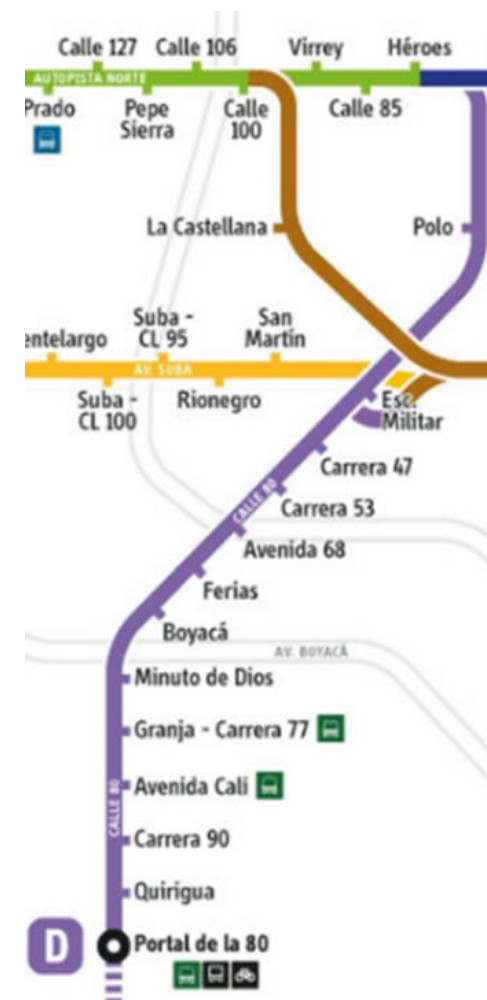 Calle 127
Calle 106
Virrey
Héroes
AUTOPISTA NORTE
Prado
Pepe
Sierra
Calle
100
Calle 85
La Castellana
Polo
entelargo
Suba -
CL 95
San
Martín
AV. SUBA
Suba -
CL 100
Rionegro
Esc.
Militar
Carrera 47
CALLE 80
Carrera 53
Avenida 68
Ferias
Boyacá
AV. BOYACÁ
Minuto de Dios
Granja - Carrera 77
Avenida Cali
CALLE 80
Carrera 90
Quirigua
D
Portal de la 80